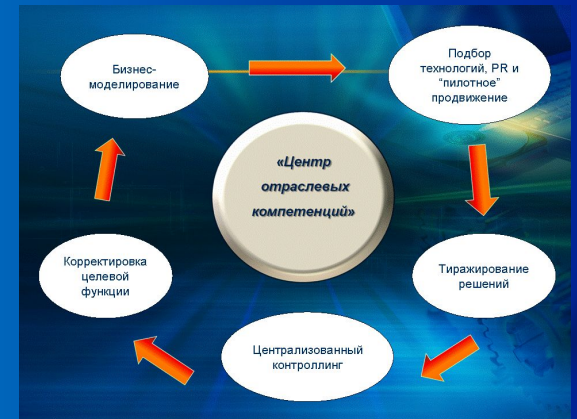 Бизнес-
моделирование
Подбор
технологий, PR и
“пилотное”
продвижение
«Центр
отраслевых
компетенций»
Корректировка
целевой
функции
Тиражирование
решений
Централизованный
контроллинг